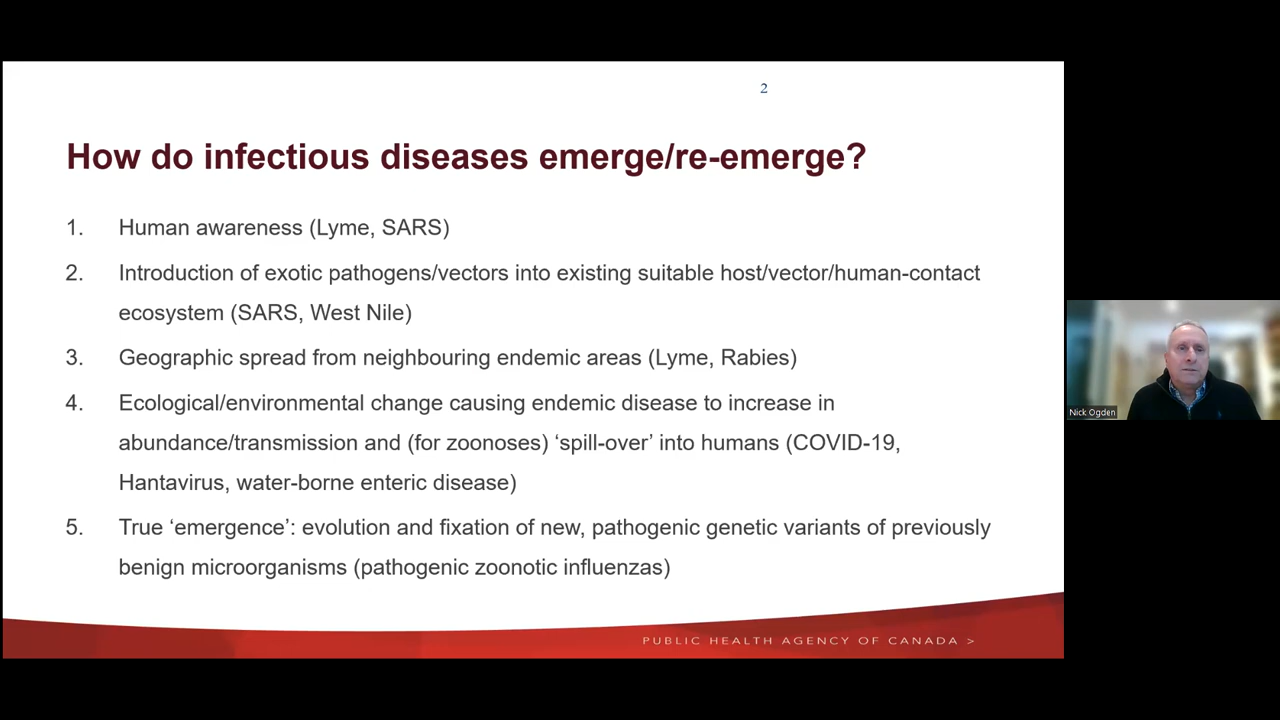 2
How do infectious diseases emerge/re-emerge?
1. Human awareness (Lyme, SARS)
2. Introduction of exotic pathogens/vectors into existing suitable host/vector/human-contact
ecosystem (SARS, West Nile)
3. Geographic spread from neighbouring endemic areas (Lyme, Rabies)
4. Ecological/environmental change causing endemic disease to increase in
abundance/transmission and (for zoonoses) ‘spill-over’ into humans (COVID-19,
Hantavirus, water-borne enteric disease)
5. True ‘emergence’: evolution and fixation of new, pathogenic genetic variants of previously
benign microorganisms (pathogenic zoonotic influenzas)
PUBLIC HEALTH AGENCY OF CANADA >
Nick Ogden